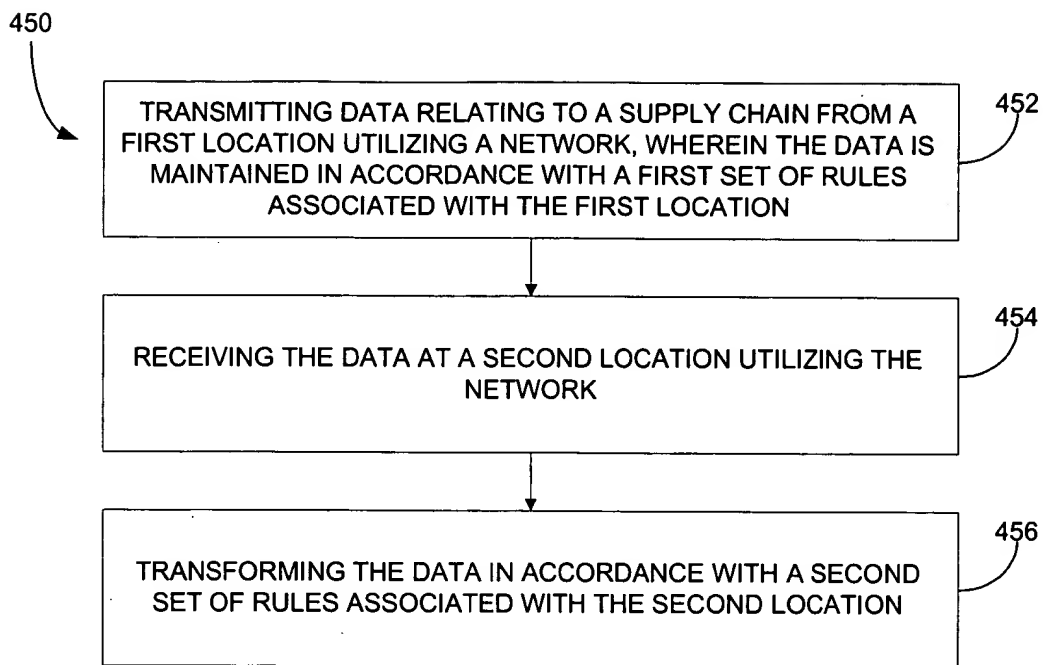 450
TRANSMITTING DATA RELATING TO A SUPPLY CHAIN FROM A
FIRST LOCATION UTILIZING A NETWORK, WHEREIN THE DATA IS
MAINTAINED IN ACCORDANCE WITH A FIRST SET OF RULES
ASSOCIATED WITH THE FIRST LOCATION
452
RECEIVING THE DATA AT A SECOND LOCATION UTILIZING THE
NETWORK
454
TRANSFORMING THE DATA IN ACCORDANCE WITH A SECOND
SET OF RULES ASSOCIATED WITH THE SECOND LOCATION
456